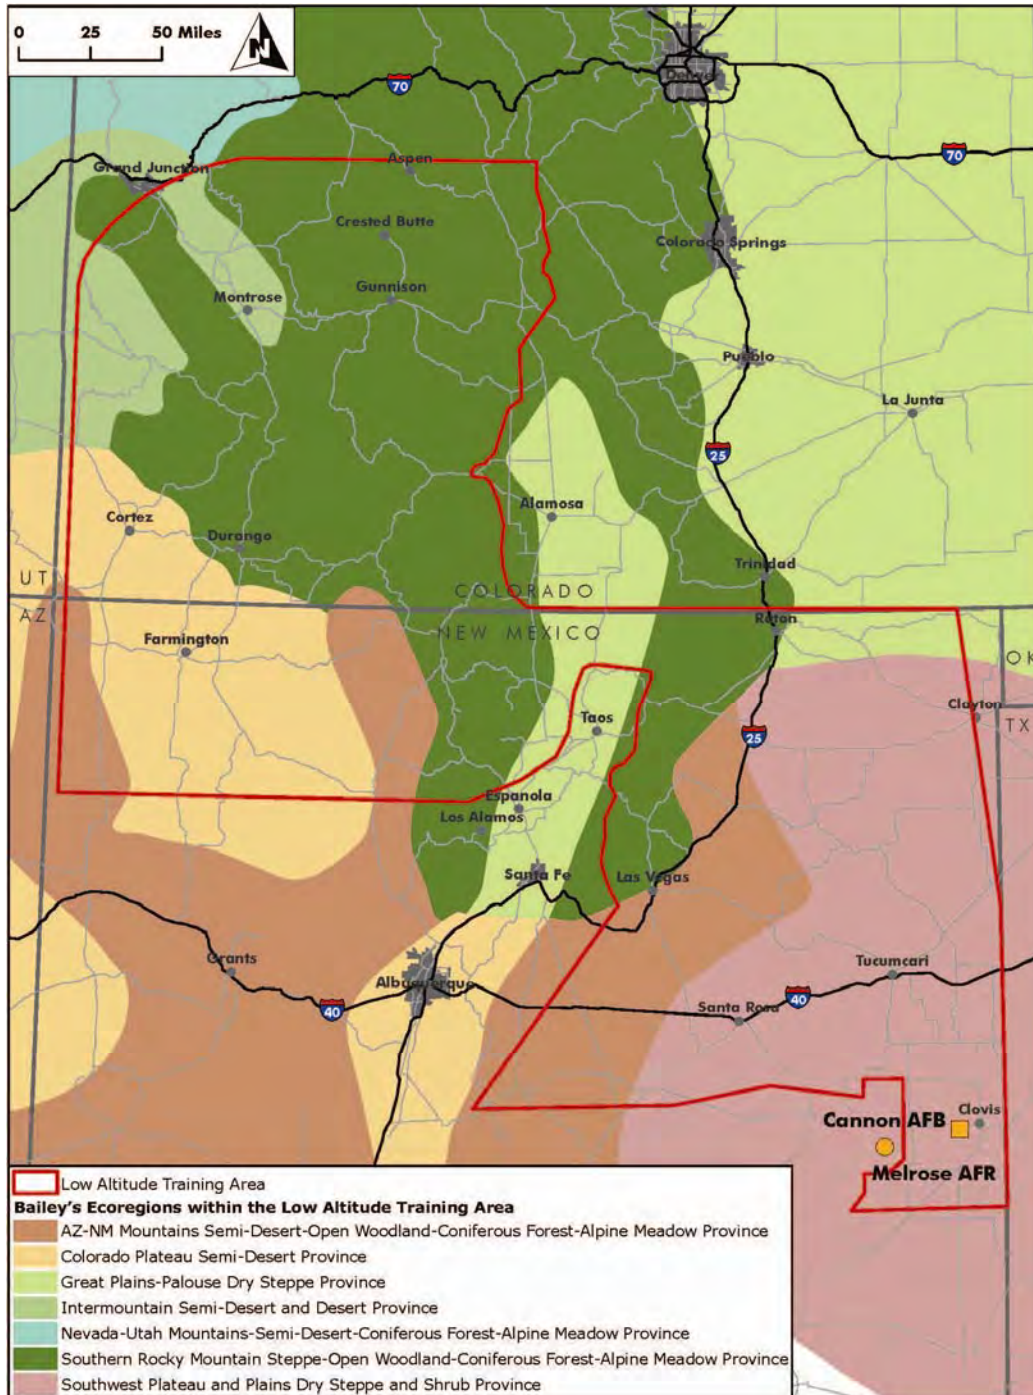 0 25 50 Miles
N
70
Denver
Grand Junction
Aspen
70
Crested Butte
Colorado Springs
Gunnison
Montrose
Pueblo
La Junta
25
Alamosa
Cortez
Durango
Trinidad
UT
COLORADO
AZ
NEW MEXICO
Raton
Farmington
OK
Clayton
TX
Taos
25
Espanola
Los Alamos
Santa Fe
Las Vegas
Grants
Tucumcari
Albuquerque
40
Santa Rosa
40
Cannon AFB
Clovis
Melrose AFR
Low Altitude Training Area
Bailey's Ecoregions within the Low Altitude Training Area
AZ-NM Mountains Semi-Desert-Open Woodland-Coniferous Forest-Alpine Meadow Province
Colorado Plateau Semi-Desert Province
Great Plains-Palouse Dry Steppe Province
Intermountain Semi-Desert and Desert Province
Nevada-Utah Mountains-Semi-Desert-Coniferous Forest-Alpine Meadow Province
Southern Rocky Mountain Steppe-Open Woodland-Coniferous Forest-Alpine Meadow Province
Southwest Plateau and Plains Dry Steppe and Shrub Province